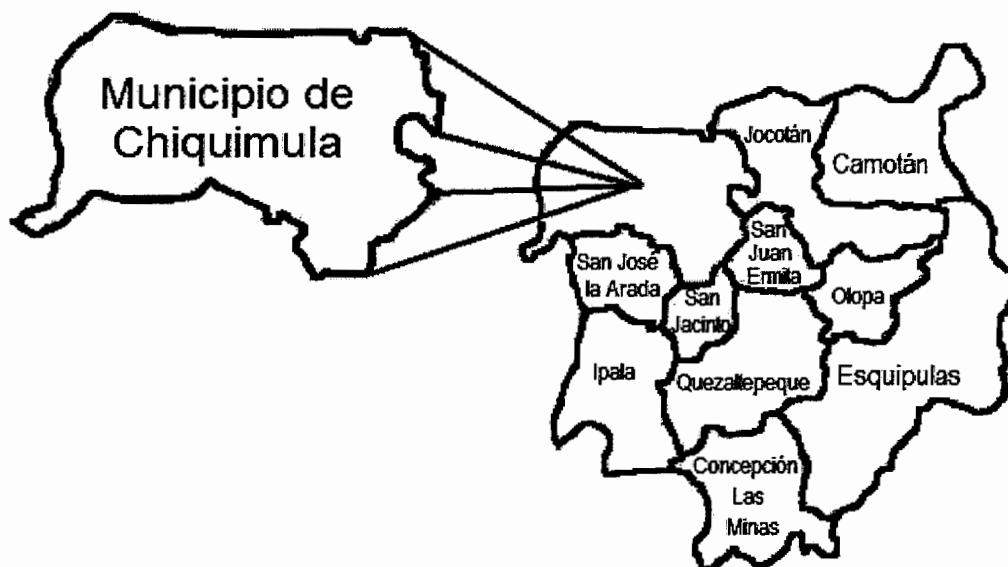 Municipio de
Chiquimula
Jocotán
Camotán
San
Juan
Ermita
San José
la Arada
San
Jacinto
Olopa
Ipala
Quezaltepeque
Esquipulas
Concepción
Las
Minas